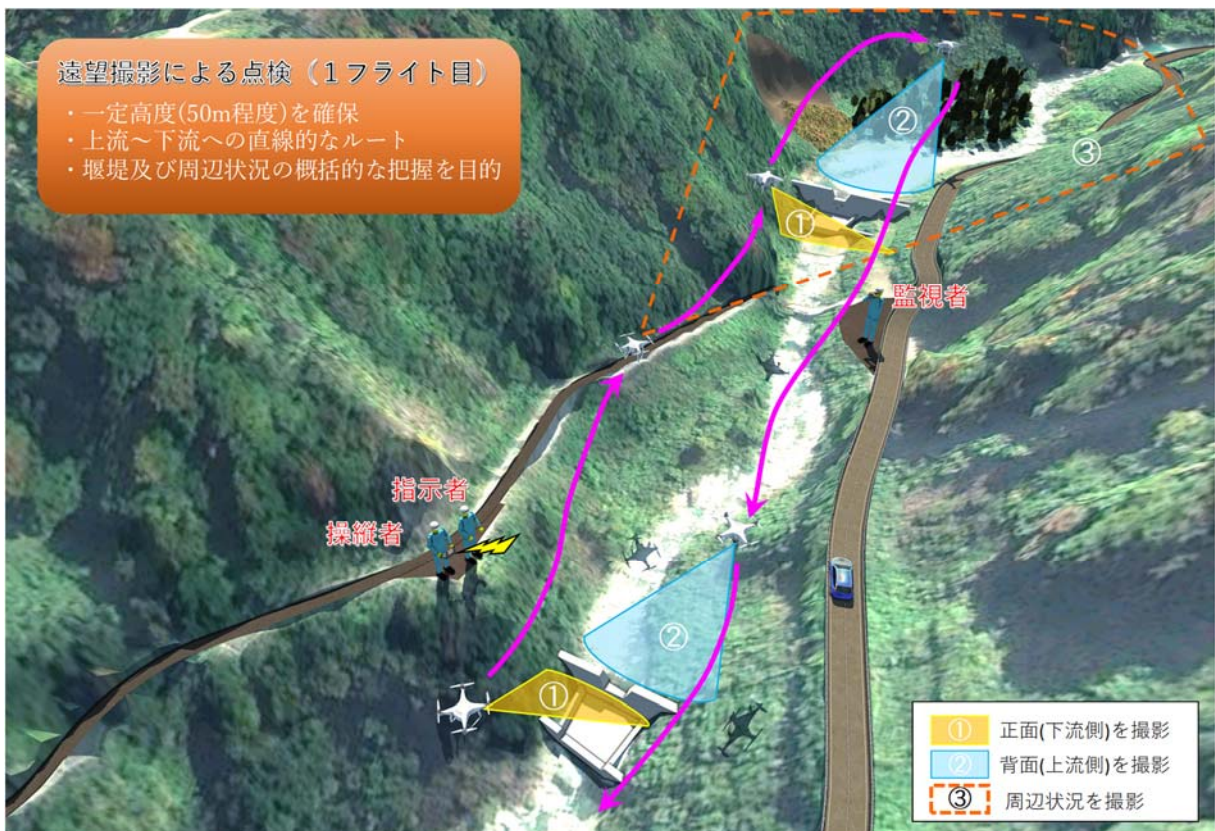 遠望撮影による点検(1フライト目)
・一定高度(50m程度)を確保
・上流~下流への直線的なルート
・堰堤及び周辺状況の概括的な把握を目的
②
③
①
監視者
指示者
操縦者
②
①
① 正面(下流側)を撮影
② 背面(上流側)を撮影
③ 周辺状況を撮影